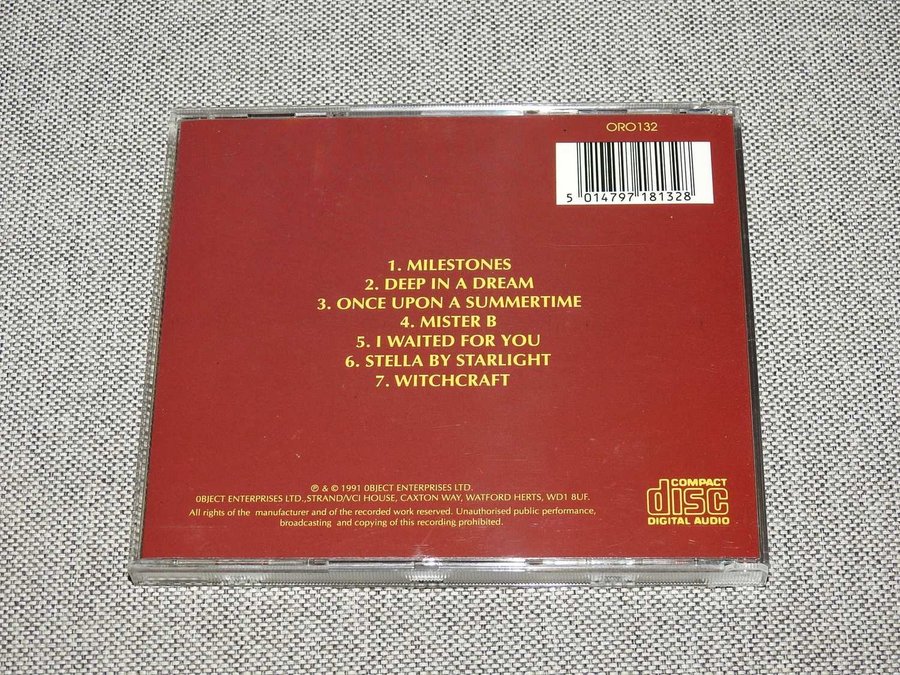 ORO132
5 014797 181328
1. MILESTONES
2. DEEP IN A DREAM
3. ONCE UPON A SUMMERTIME
4. MISTER B
5. I WAITED FOR YOU
6. STELLA BY STARLIGHT
7. WITCHCRAFT
℗ & © 1991 0BJECT ENTERPRISES LTD.
0BJECT ENTERPRISES LTD.,STRAND/VCI HOUSE, CAXTON WAY, WATFORD HERTS, WD1 8UF.
All rights of the manufacturer and of the recorded work reserved. Unauthorised public performance,
broadcasting and copying of this recording prohibited.
COMPACT
disc
DIGITAL AUDIO